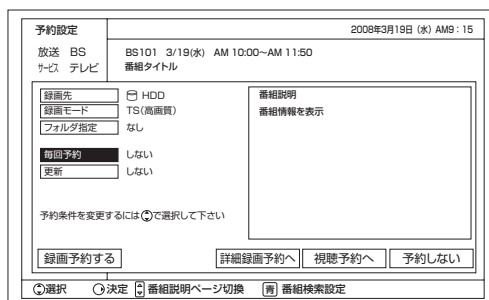 予約設定 2008年3月19日（水）AM9：15
放送 BS BS101 3/19(水) AM 10:00～AM 11:50
サービス テレビ 番組タイトル
録画先 HDD 番組説明
録画モード TS(高画質) 番組情報を表示
フォルダ指定 なし
毎回予約 しない
更新 しない
予約条件を変更するには で選択して下さい
録画予約する 詳細録画予約へ 視聴予約へ 予約しない
選択 決定 番組説明ページ切換 青 番組検索設定